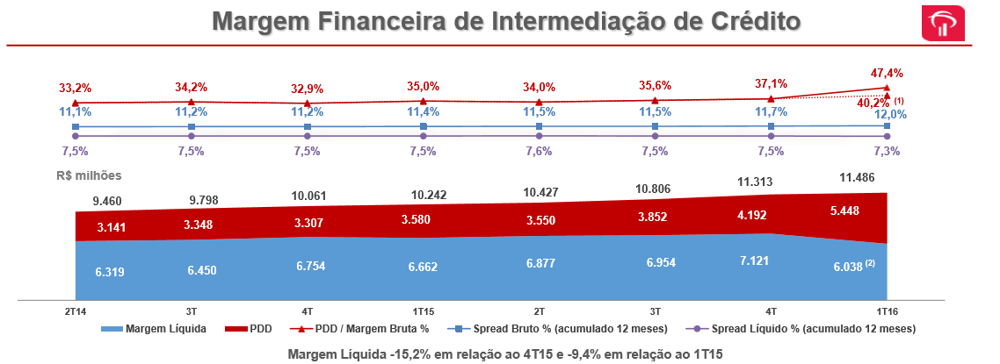 Margem Financeira de Intermediação de Crédito
33,2% 34,2% 32,9% 35,0% 34,0% 35,6% 37,1% 47,4%
40,2% (1)
11,1% 11,2% 11,2% 11,4% 11,5% 11,5% 11,7% 12,0%
7,5% 7,5% 7,5% 7,5% 7,6% 7,5% 7,5% 7,3%
R$ milhões
9.460 9.798 10.061 10.242 10.427 10.806 11.313 11.486
3.141 3.348 3.307 3.580 3.550 3.852 4.192 5.448
6.319 6.450 6.754 6.662 6.877 6.954 7.121 6.038 (2)
2T14 3T 4T 1T15 2T 3T 4T 1T16
Margem Líquida PDD PDD / Margem Bruta % Spread Bruto % (acumulado 12 meses) Spread Líquido % (acumulado 12 meses)
Margem Líquida -15,2% em relação ao 4T15 e -9,4% em relação ao 1T15